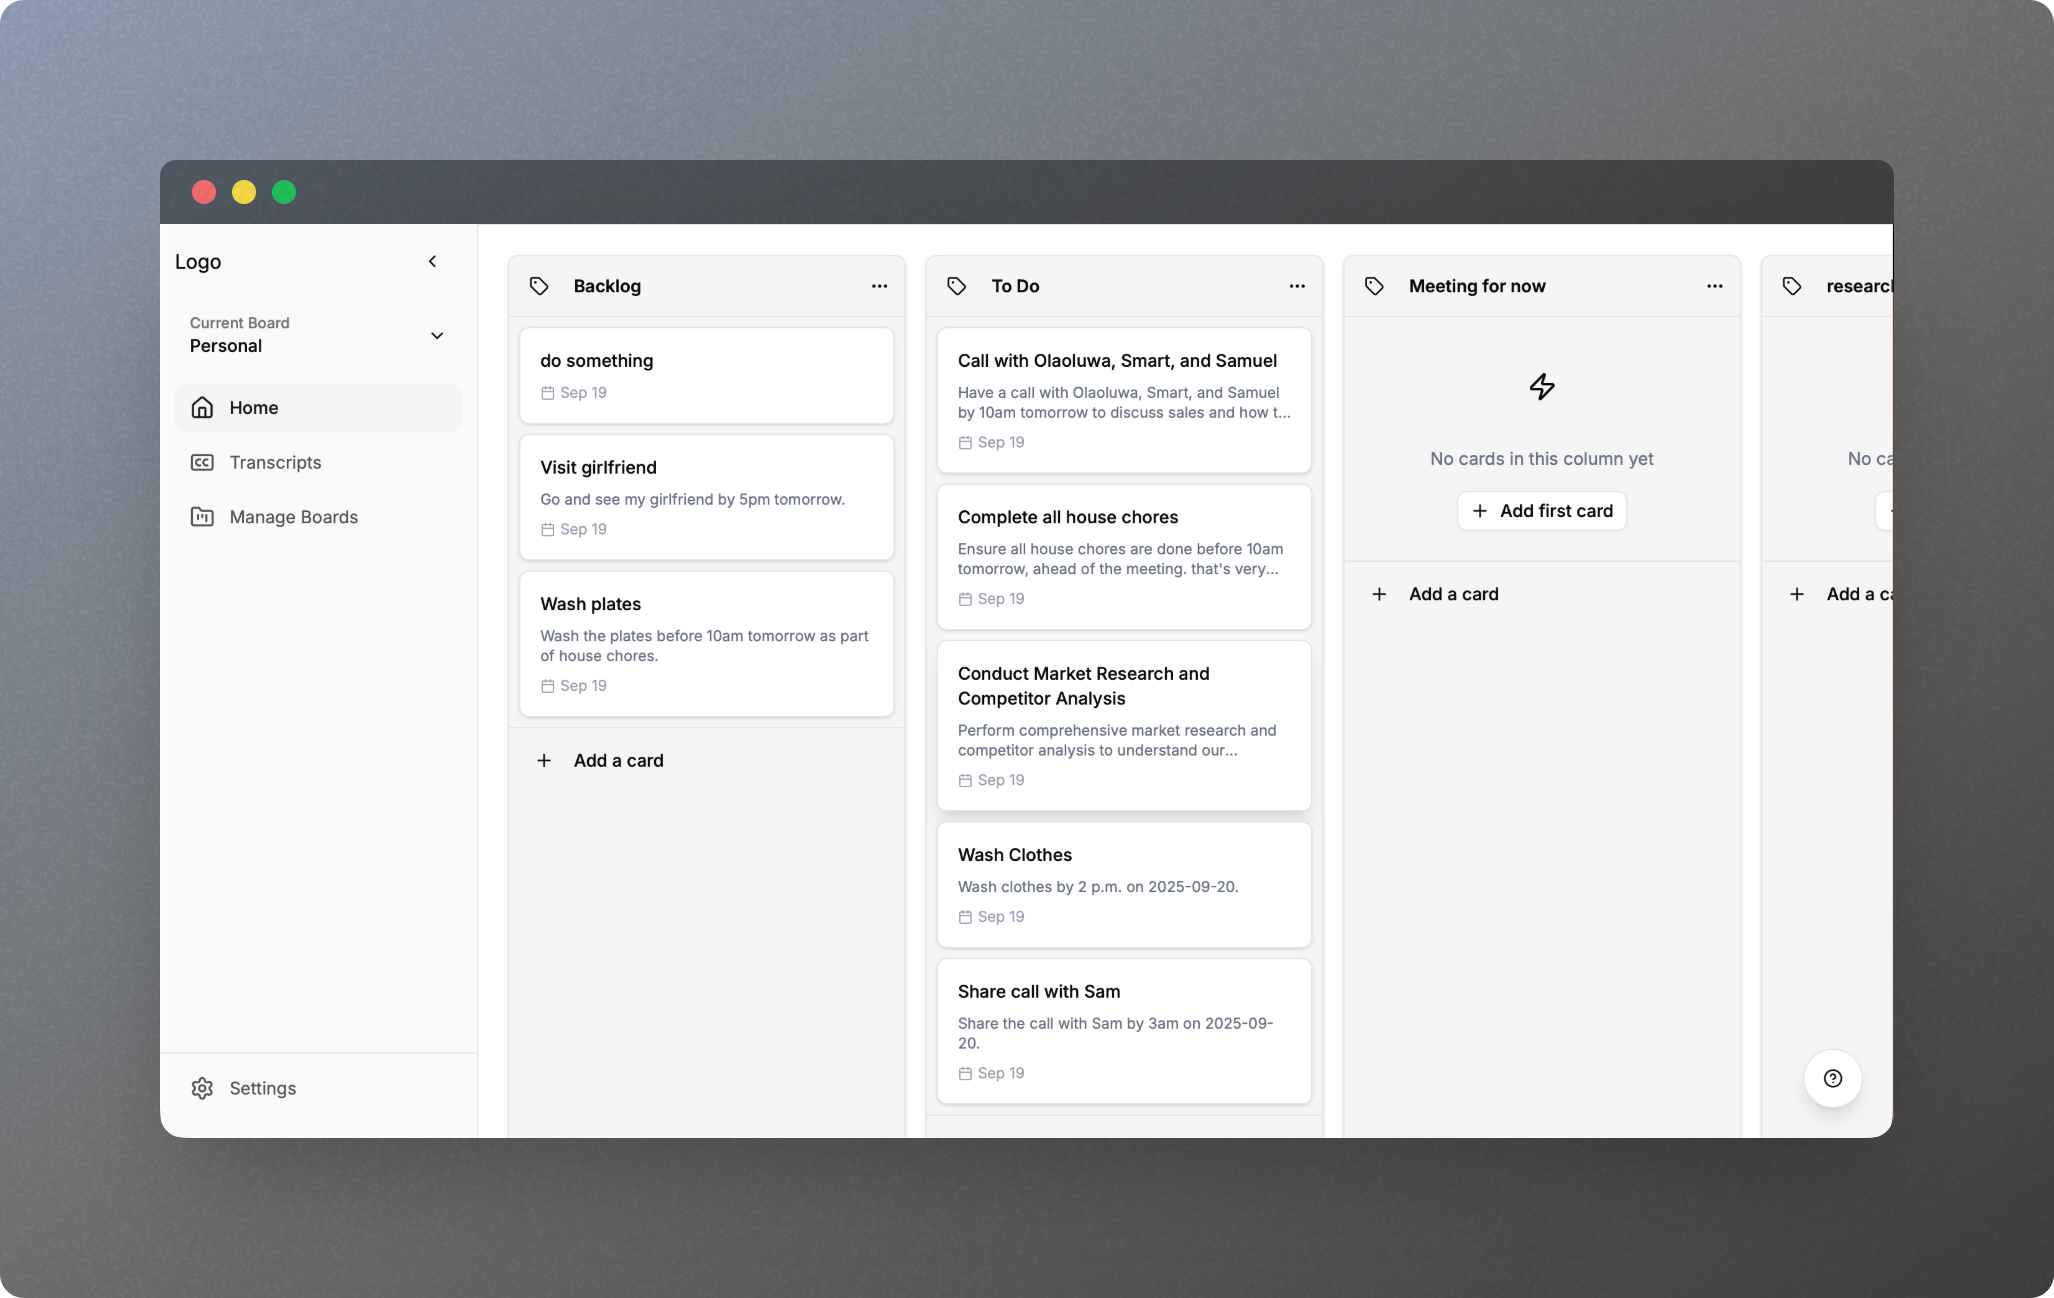 Logo
Current Board
Personal
Home
Transcripts
Manage Boards
Settings
Backlog
do something
Sep 19
Visit girlfriend
Go and see my girlfriend by 5pm tomorrow.
Sep 19
Wash plates
Wash the plates before 10am tomorrow as part
of house chores.
Sep 19
Add a card
To Do
Call with Olaoluwa, Smart, and Samuel
Have a call with Olaoluwa, Smart, and Samuel
by 10am tomorrow to discuss sales and how t...
Sep 19
Complete all house chores
Ensure all house chores are done before 10am
tomorrow, ahead of the meeting. that's very...
Sep 19
Conduct Market Research and
Competitor Analysis
Perform comprehensive market research and
competitor analysis to understand our...
Sep 19
Wash Clothes
Wash clothes by 2 p.m. on 2025-09-20.
Sep 19
Share call with Sam
Share the call with Sam by 3am on 2025-09-
20.
Sep 19
Meeting for now
No cards in this column yet
Add first card
Add a card
No
Add a